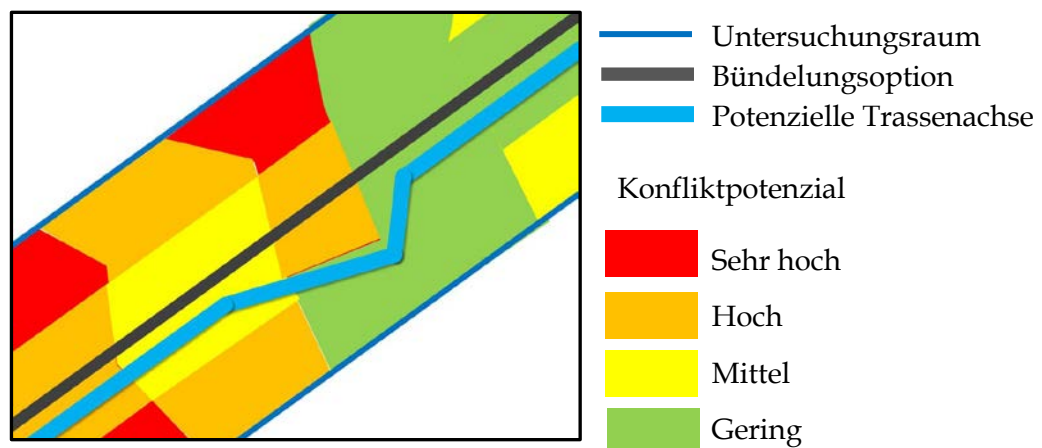 Untersuchungsraum
Bündelungsoption
Potenzielle Trassenachse
Konfliktpotenzial
Sehr hoch
Hoch
Mittel
Gering